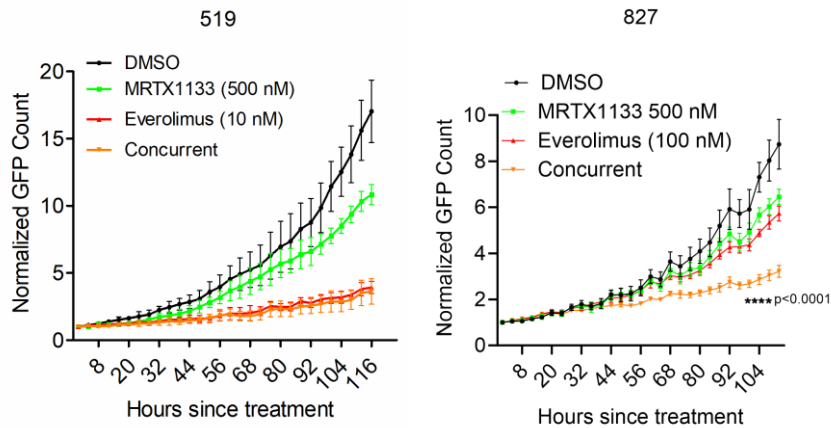 519
DMSO
MRTX1133 (500 nM)
Everolimus (10 nM)
Concurrent
Normalized GFP Count
20
15
10
5
0
8 20 32 44 56 68 80 92 104 116
Hours since treatment
827
DMSO
MRTX1133 500 nM
Everolimus (100 nM)
Concurrent
Normalized GFP Count
10
8
6
4
2
0
****p<0.0001
8 20 32 44 56 68 80 92 104
Hours since treatment